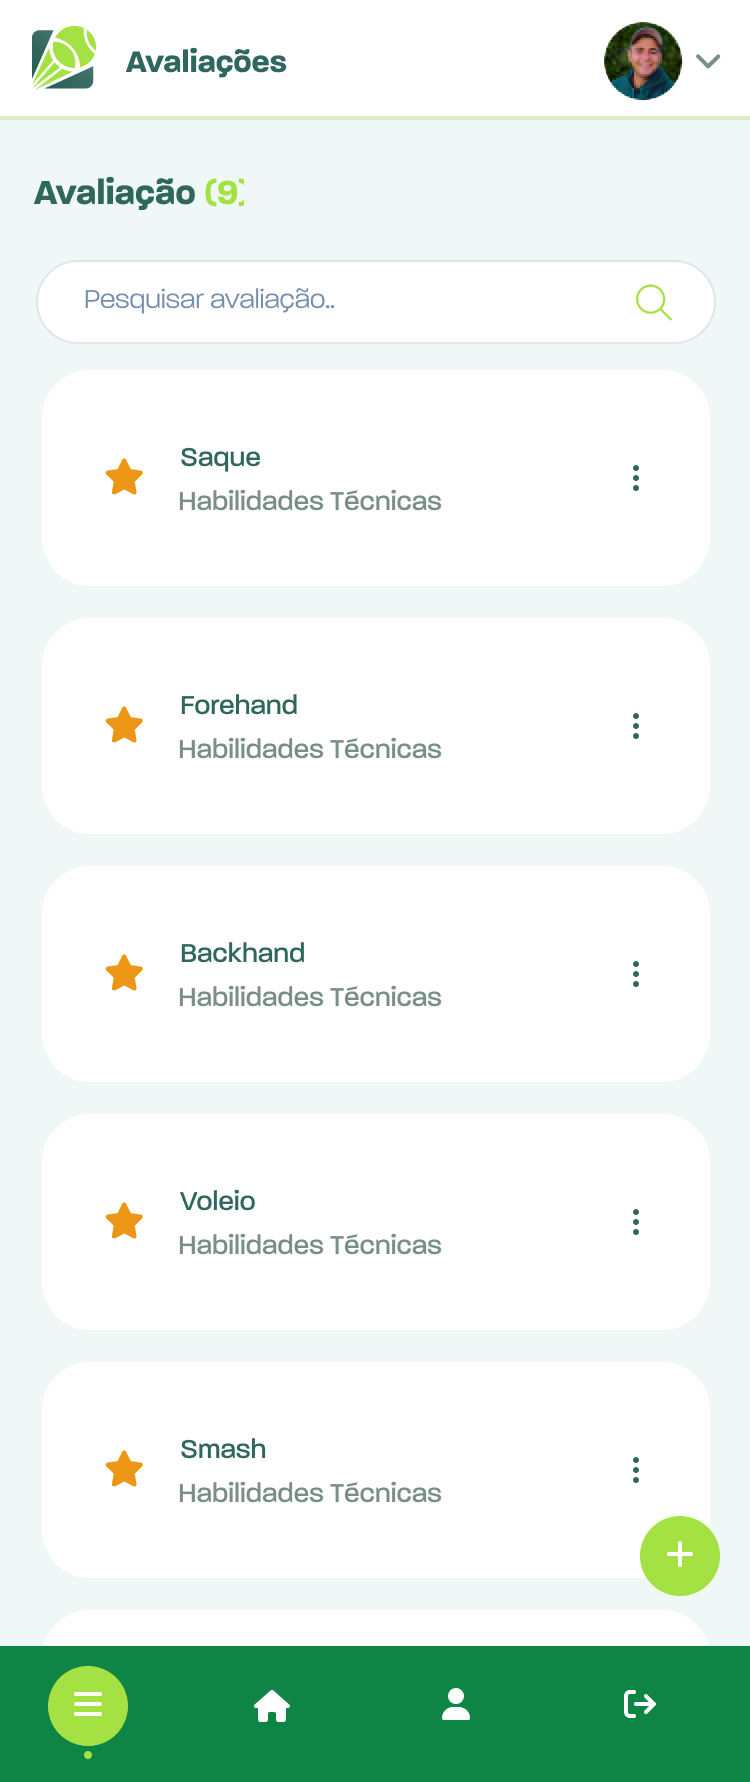 Avaliações
Avaliação (9)
Pesquisar avaliação..
Saque
Habilidades Técnicas
Forehand
Habilidades Técnicas
Backhand
Habilidades Técnicas
Voleio
Habilidades Técnicas
Smash
Habilidades Técnicas